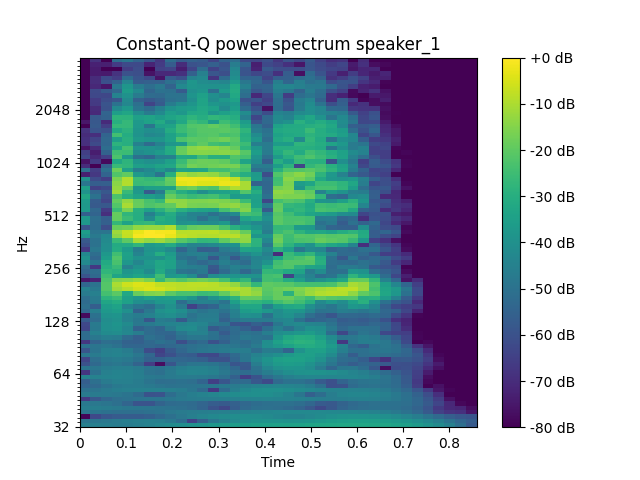 Constant-Q power spectrum speaker_1
Hz
2048
1024
512
256
128
64
32
0 0.1 0.2 0.3 0.4 0.5 0.6 0.7 0.8
Time
+0 dB
-10 dB
-20 dB
-30 dB
-40 dB
-50 dB
-60 dB
-70 dB
-80 dB